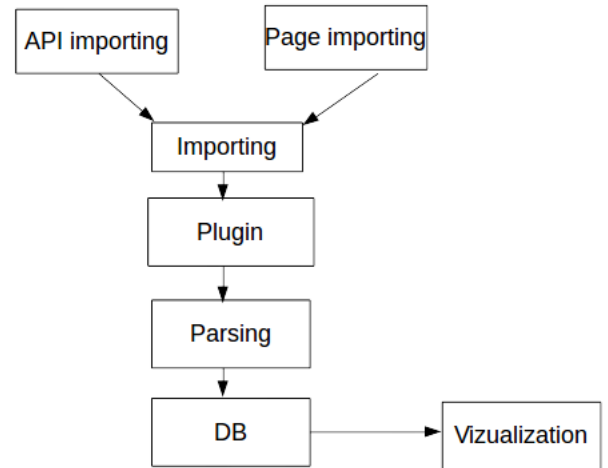 API importing
Page importing
Importing
Plugin
Parsing
DB
Vizualization